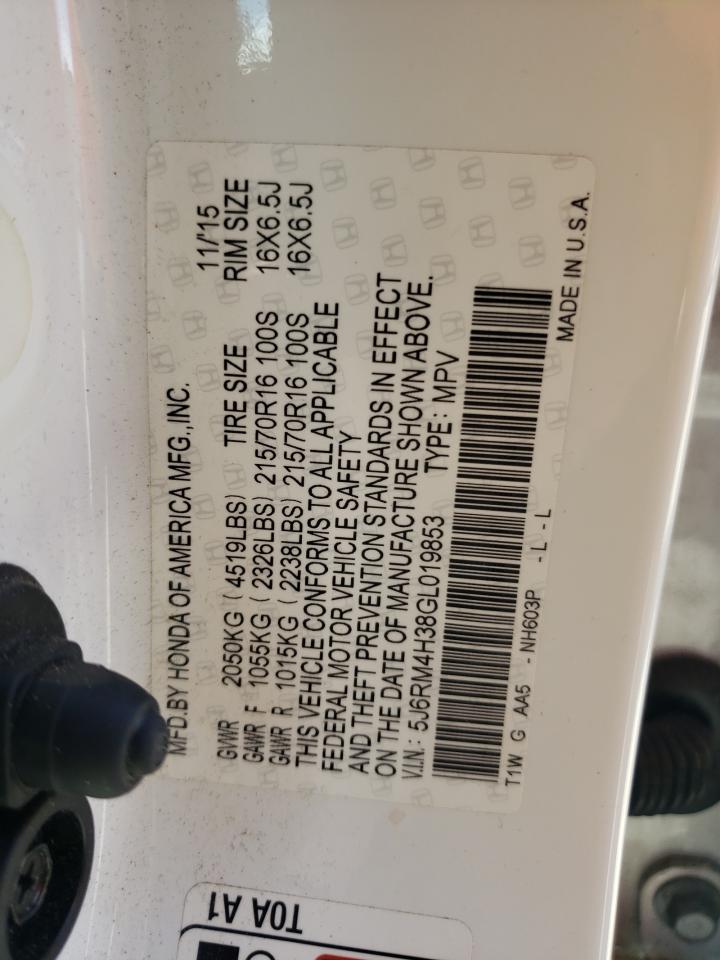 MFD.BY HONDA OF AMERICA MFG.,INC. 11/'15
GVWR 2050KG ( 4519LBS) TIRE SIZE RIM SIZE
GAWR F 1055KG ( 2326LBS) 215/70R16 100S 16X6.5J
GAWR R 1015KG ( 2238LBS) 215/70R16 100S 16X6.5J
THIS VEHICLE CONFORMS TO ALL APPLICABLE
FEDERAL MOTOR VEHICLE SAFETY
AND THEFT PREVENTION STANDARDS IN EFFECT
ON THE DATE OF MANUFACTURE SHOWN ABOVE.
V.I.N.: 5J6RM4H38GL019853 TYPE: MPV
T1W G AA5 - NH603P - L - L
MADE IN U.S.A.
T0A A1